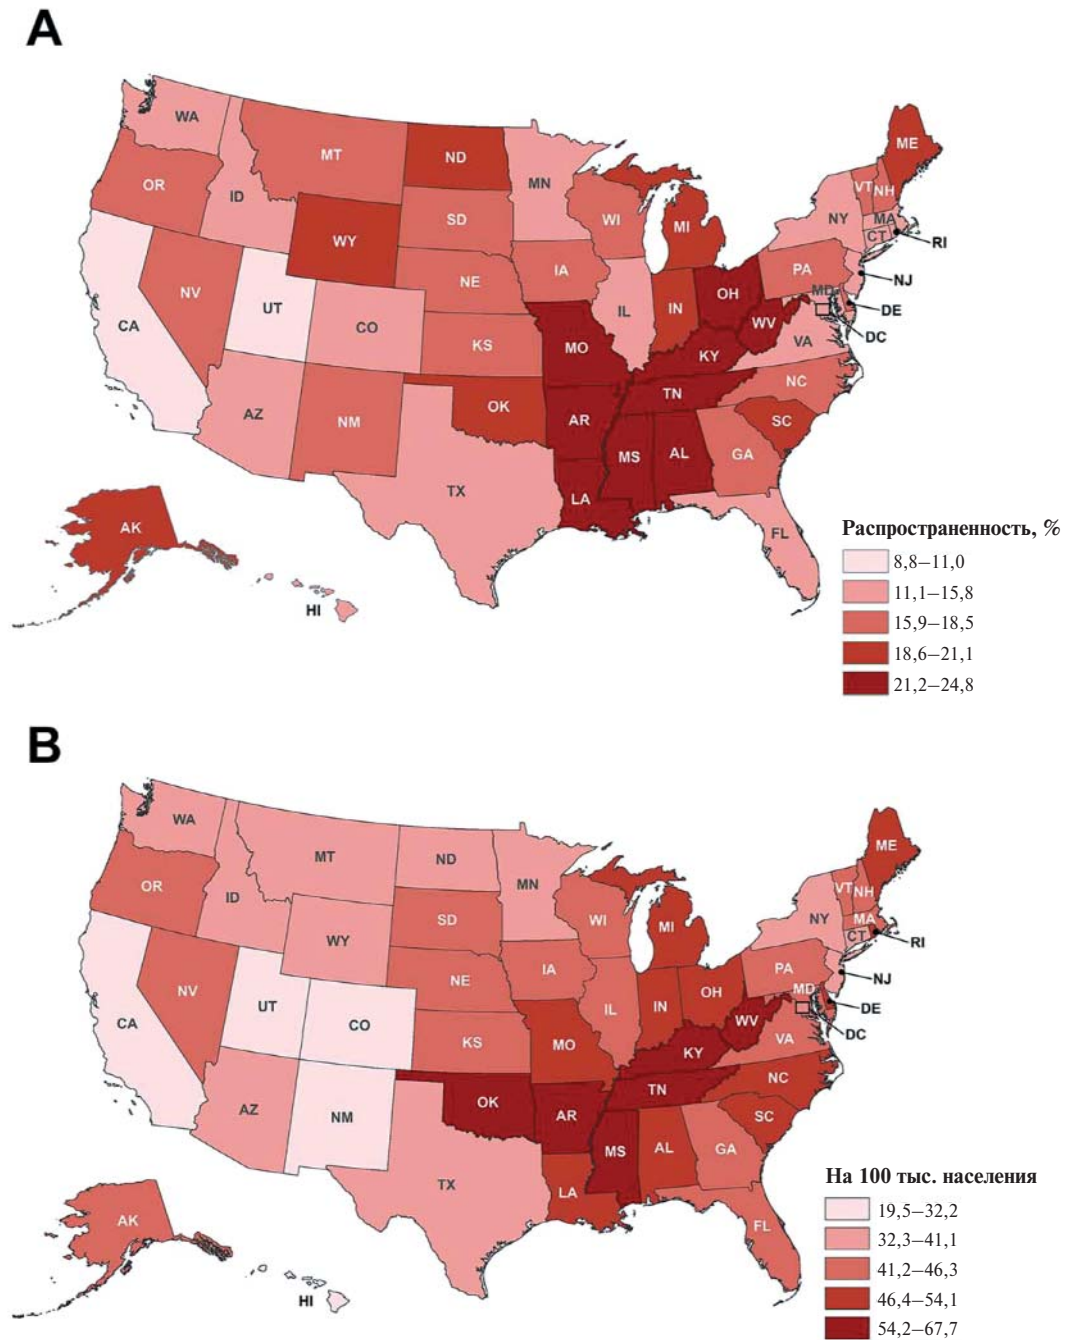 A
WA
MT
ND
MN
ME
OR
ID
WY
SD
WI
MI
NY
VT
NH
MA
CT
RI
NV
UT
CO
NE
IA
IL
IN
OH
PA
NJ
MD
DE
DC
CA
KS
MO
KY
WV
VA
AZ
NM
OK
AR
TN
NC
SC
TX
LA
MS
AL
GA
FL
AK
HI
Распространенность, %
8,8–11,0
11,1–15,8
15,9–18,5
18,6–21,1
21,2–24,8
B
WA
MT
ND
MN
ME
OR
ID
WY
SD
WI
MI
NY
VT
NH
MA
CT
RI
NV
UT
CO
NE
IA
IL
IN
OH
PA
NJ
MD
DE
DC
CA
KS
MO
KY
WV
VA
AZ
NM
OK
AR
TN
NC
SC
TX
LA
MS
AL
GA
FL
AK
HI
На 100 тыс. населения
19,5–32,2
32,3–41,1
41,2–46,3
46,4–54,1
54,2–67,7